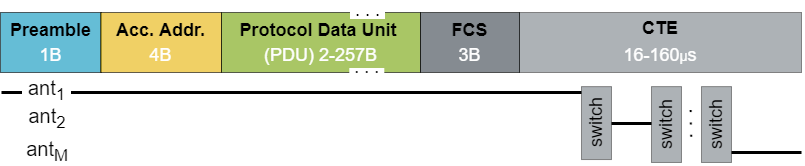 Preamble Acc. Addr. Protocol Data Unit FCS CTE
1B 4B (PDU) 2-257B 3B 16-160µs
ant1
ant2
antM
switch switch ... switch